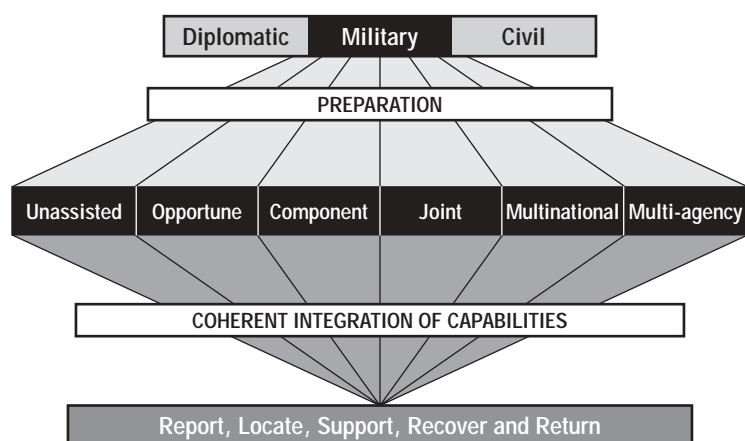 Diplomatic Military Civil
PREPARATION
Unassisted Opportune Component Joint Multinational Multi-agency
COHERENT INTEGRATION OF CAPABILITIES
Report, Locate, Support, Recover and Return